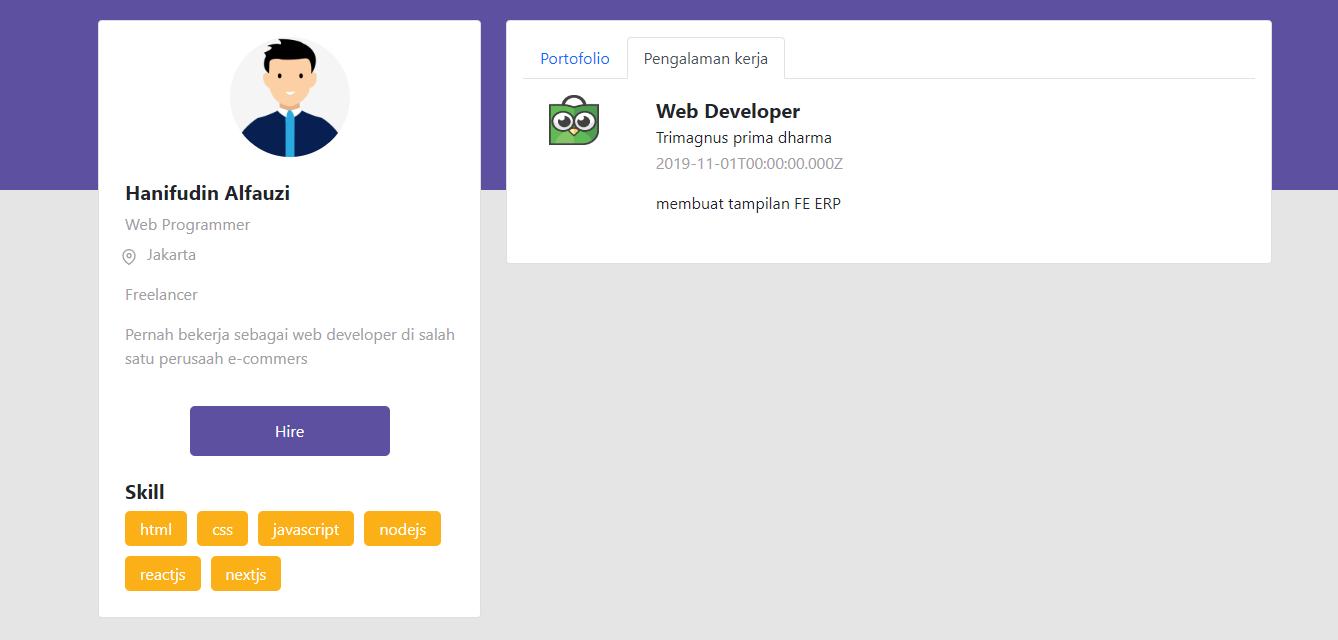 Hanifudin Alfauzi
Web Programmer
Jakarta
Freelancer
Pernah bekerja sebagai web developer di salah
satu perusaah e-commers
Hire
Skill
html css javascript nodejs
reactjs nextjs
Portofolio Pengalaman kerja
Web Developer
Trimagnus prima dharma
2019-11-01T00:00:00.000Z
membuat tampilan FE ERP